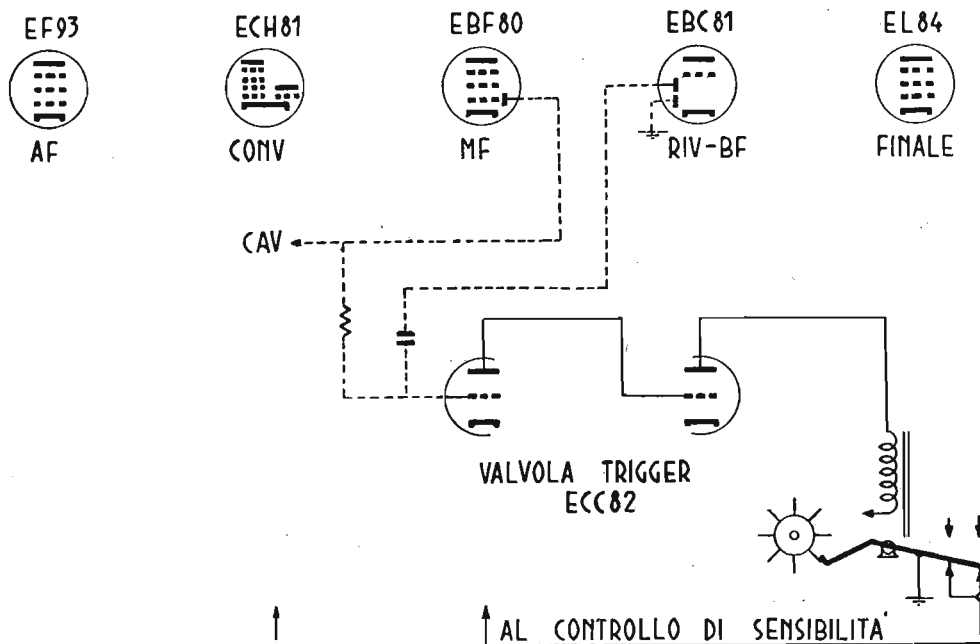 EF93 ECH81 EBF80 EBC81 EL84
AF CONV MF RIV-BF FINALE
CAV
VALVOLA TRIGGER
ECC82
AL CONTROLLO DI SENSIBILITA'